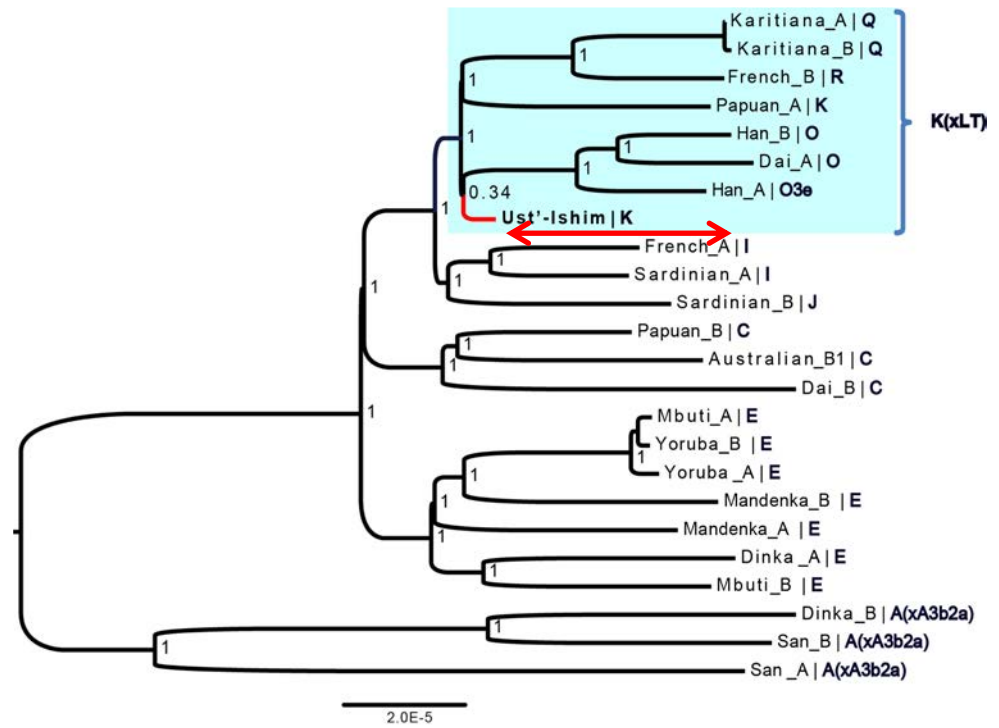 Karitiana_A | Q
1
Karitiana_B | Q
1
1
French_B | R
Papuan_A | K
K(xLT)
Han_B | O
1
1
Dai_A | O
1
Han_A | O3e
0.34
1
Ust'-Ishim | K
French_A | I
1
Sardinian_A | I
1
1
Sardinian_B | J
Papuan_B | C
1
Australian_B1 | C
1
Dai_B | C
1
Mbuti_A | E
Yoruba_B | E
1
Yoruba_A | E
1
1
Mandenka_B | E
Mandenka_A | E
1
Dinka_A | E
1
Mbuti_B | E
Dinka_B | A(xA3b2a)
1
1
San_B | A(xA3b2a)
San_A | A(xA3b2a)
2.0E-5